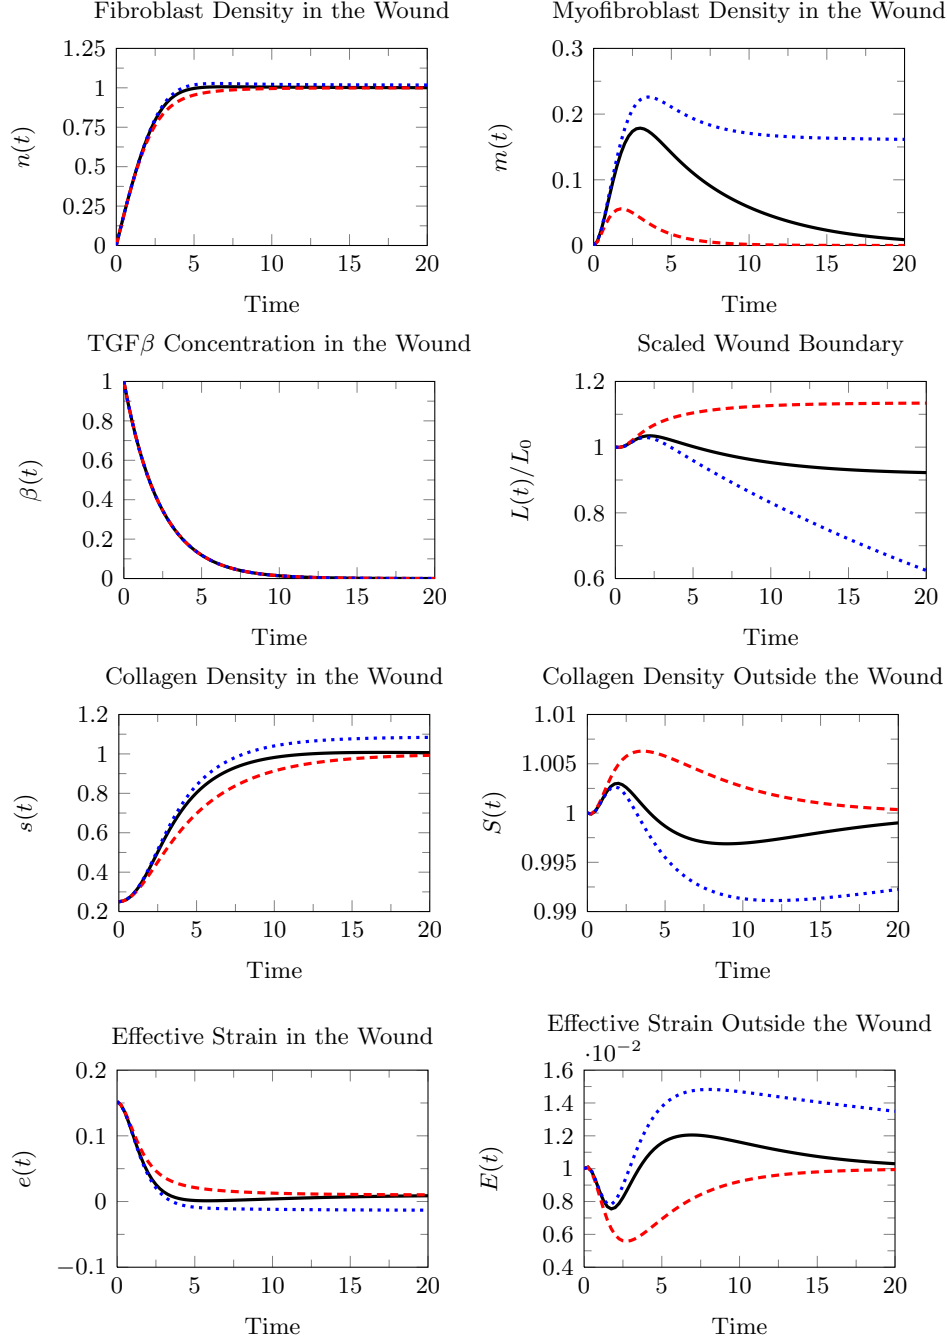 Fibroblast Density in the Wound
1.25
1
0.75
0.5
0.25
0
n(t)
0 5 10 15 20
Time
Myofibroblast Density in the Wound
0.3
0.2
0.1
0
m(t)
0 5 10 15 20
Time
TGFβ Concentration in the Wound
1
0.8
0.6
0.4
0.2
0
β(t)
0 5 10 15 20
Time
Scaled Wound Boundary
1.2
1
0.8
0.6
L(t)/L₀
0 5 10 15 20
Time
Collagen Density in the Wound
1.2
1
0.8
0.6
0.4
0.2
s(t)
0 5 10 15 20
Time
Collagen Density Outside the Wound
1.01
1.005
1
0.995
0.99
S(t)
0 5 10 15 20
Time
Effective Strain in the Wound
0.2
0.1
0
−0.1
e(t)
0 5 10 15 20
Time
Effective Strain Outside the Wound
·10⁻²
1.6
1.4
1.2
1
0.8
0.6
0.4
E(t)
0 5 10 15 20
Time